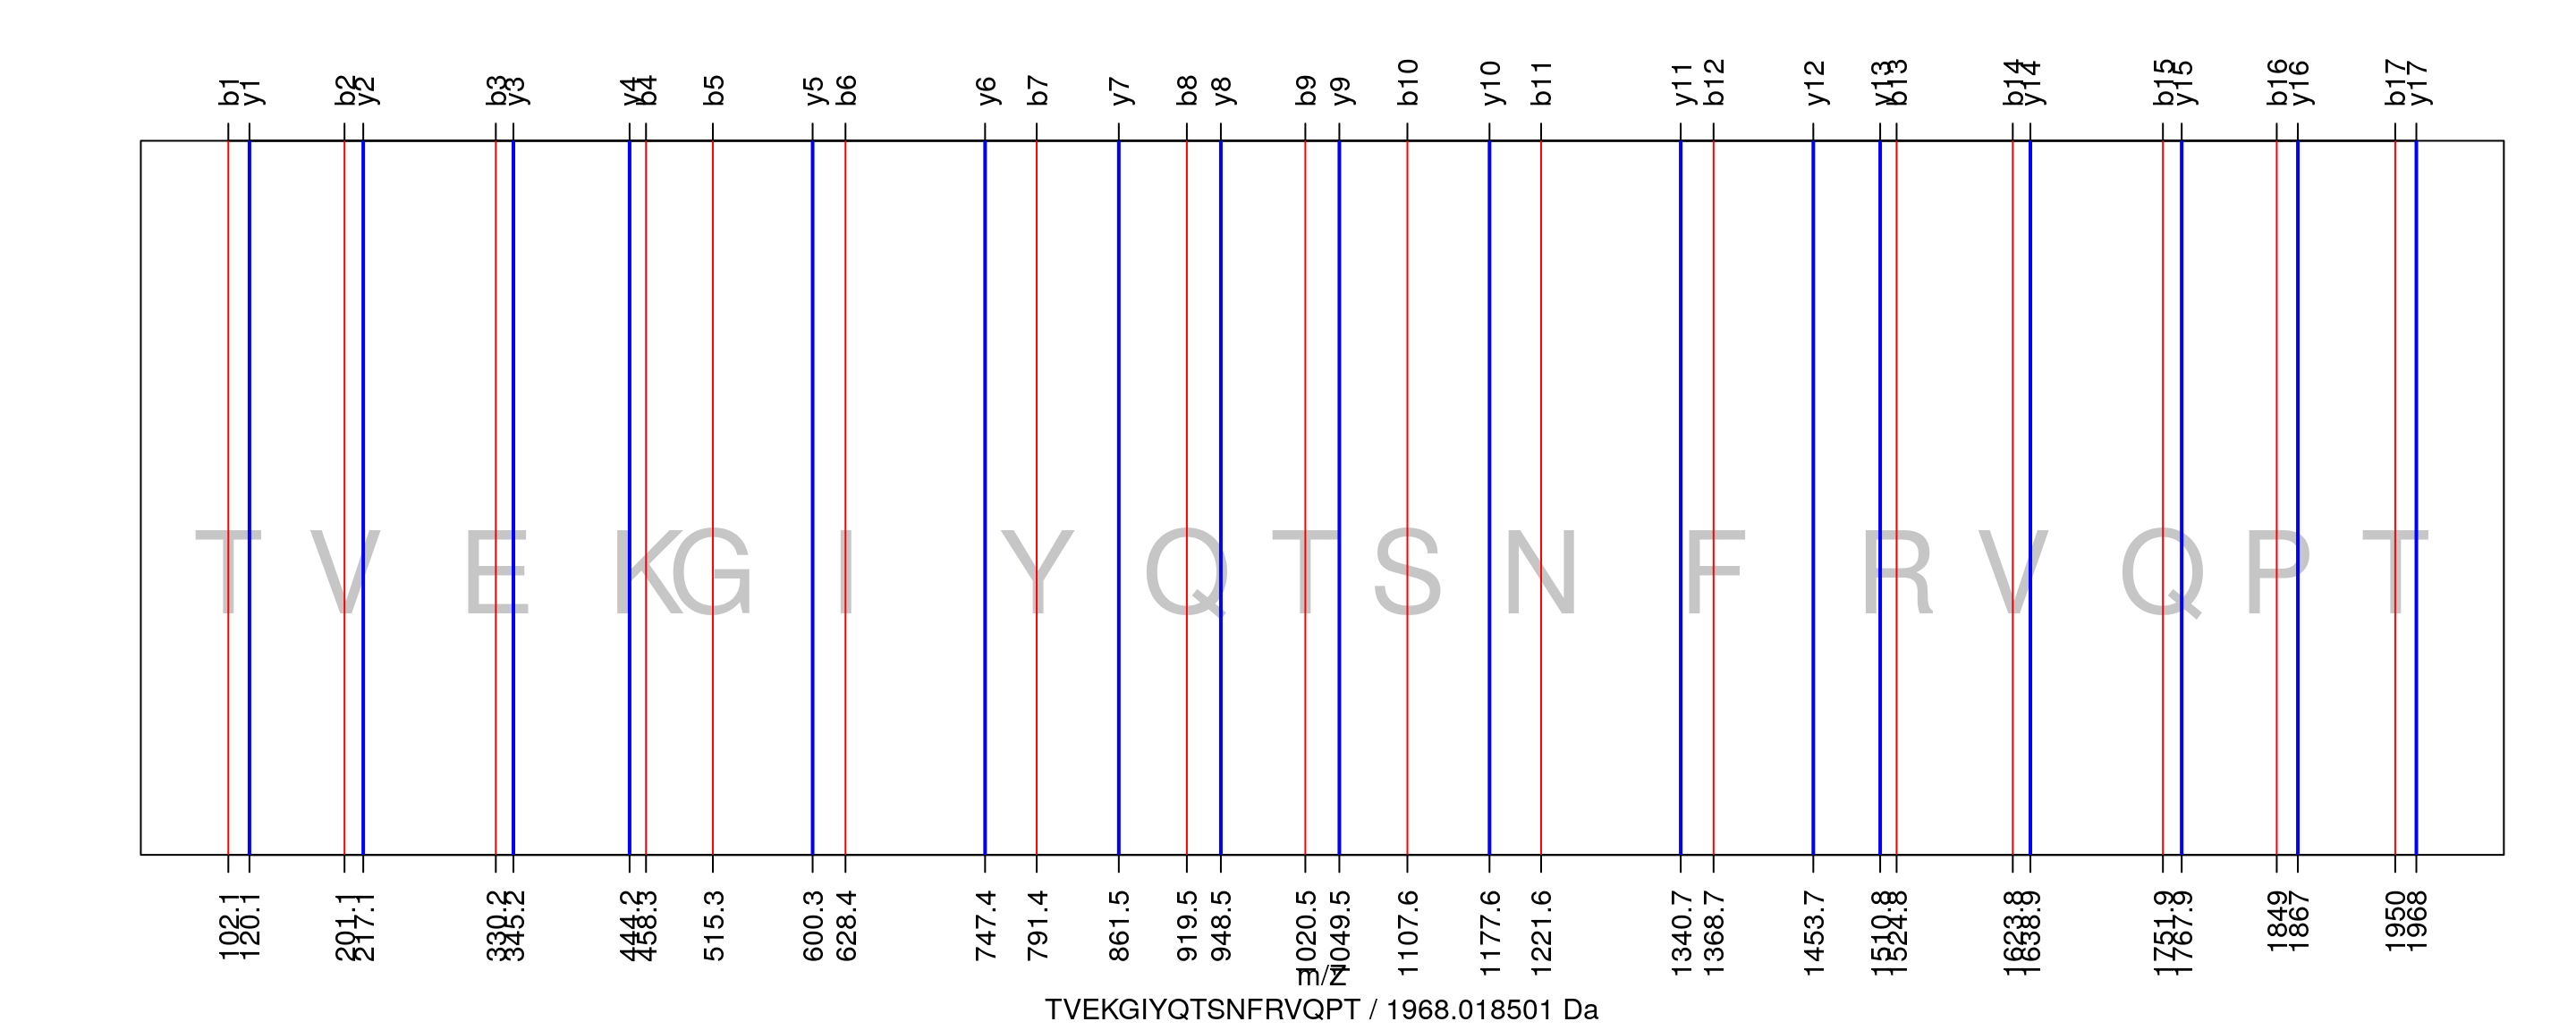 b1 y1 b2 y2 b3 y3 y4 b4 b5 y5 b6 y6 b7 y7 b8 y8 b9 y9 b10 y10 b11 y11 b12 y12 y13 b13 b14 y14 b15 y15 b16 y16 b17 y17
T V E K G I Y Q T S N F R V Q P T
102.1 120.1 201.1 217.1 330.2 345.2 444.2 458.3 515.3 600.3 628.4 747.4 791.4 861.5 919.5 948.5 1020.5 1049.5 1107.6 1177.6 1221.6 1340.7 1368.7 1453.7 1510.8 1524.8 1623.8 1638.9 1751.9 1767.9 1849 1867 1950 1968
m/z
TVEKGIYQTSNFRVQPT / 1968.018501 Da